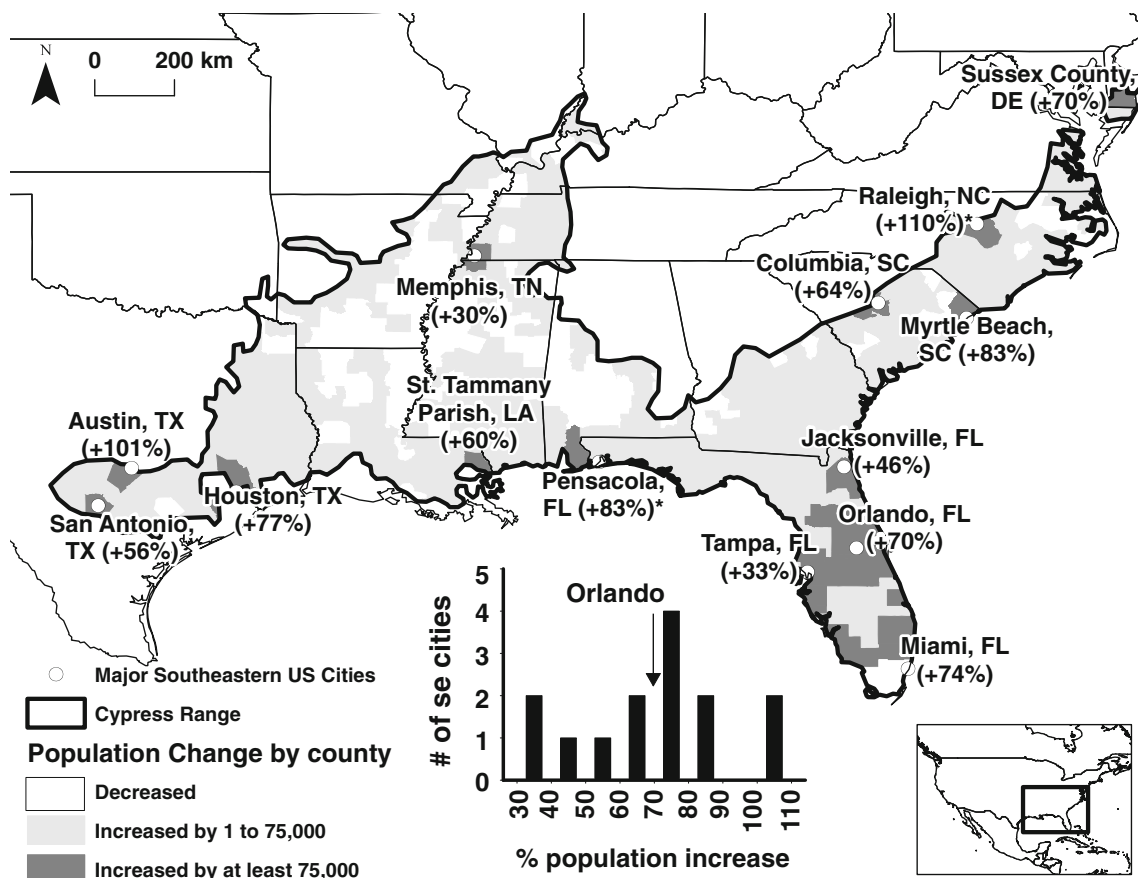 N
0 200 km
Sussex County,
DE (+70%)
Raleigh, NC
(+110%)*
Columbia, SC
(+64%)
Memphis, TN
(+30%)
Myrtle Beach,
SC (+83%)
St. Tammany
Parish, LA
(+60%)
Austin, TX
(+101%)
Jacksonville, FL
(+46%)
Houston, TX
(+77%)
Pensacola,
FL (+83%)*
San Antonio,
TX (+56%)
Orlando, FL
(+70%)
Tampa, FL
(+33%)
Miami, FL
(+74%)
Major Southeastern US Cities
Cypress Range
Population Change by county
Decreased
Increased by 1 to 75,000
Increased by at least 75,000
# of se cities
5
4
3
2
1
0
Orlando
30 40 50 60 70 80 90 100 110
% population increase